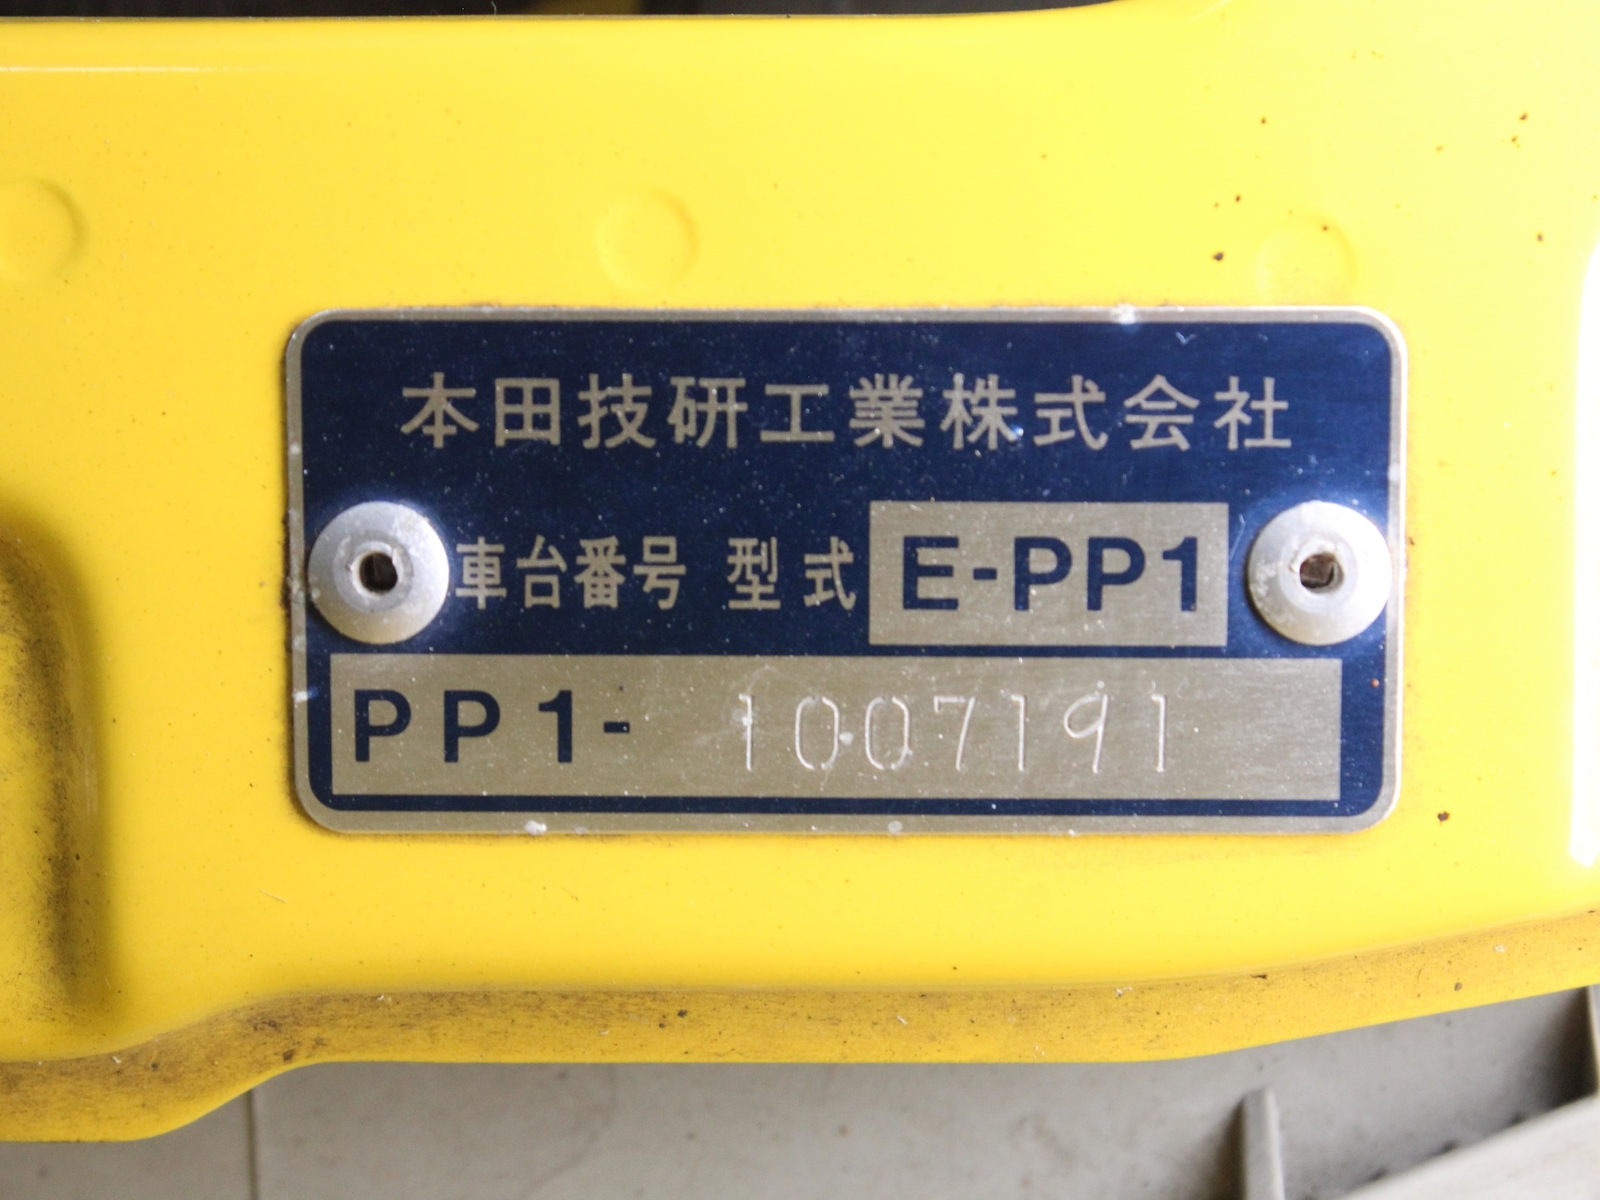 本田技研工業株式会社
車台番号 型式 E-PP1
PP1- 1007191